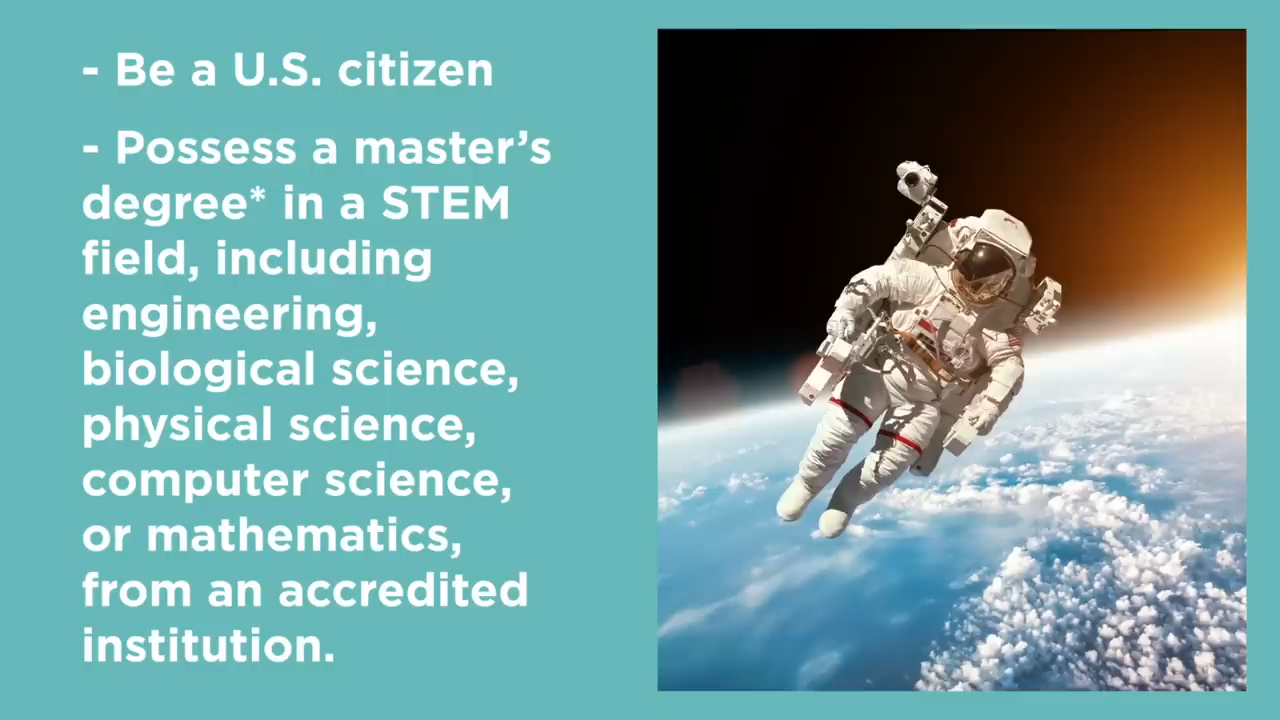 - Be a U.S. citizen
- Possess a master’s
degree* in a STEM
field, including
engineering,
biological science,
physical science,
computer science,
or mathematics,
from an accredited
institution.